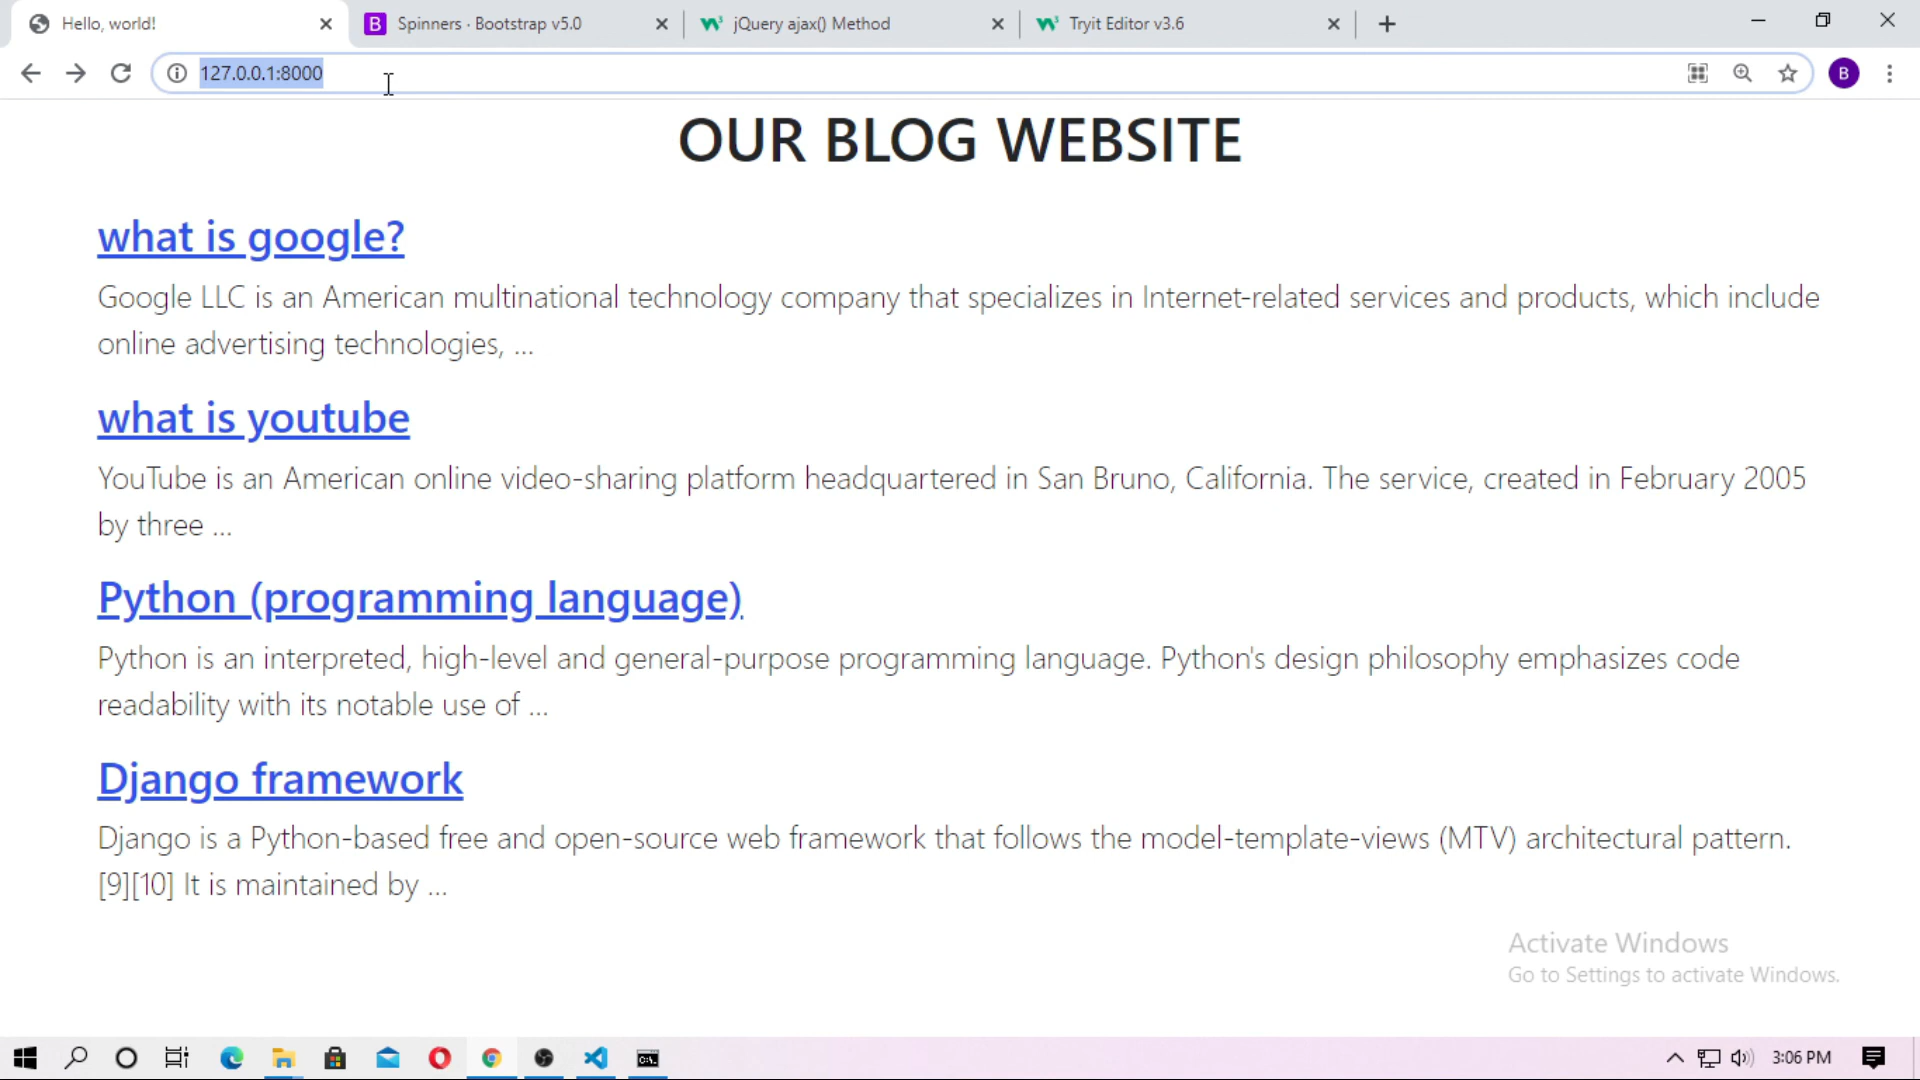 Hello, world!
Spinners · Bootstrap v5.0
jQuery ajax() Method
Tryit Editor v3.6
127.0.0.1:8000
B
OUR BLOG WEBSITE
what is google?
Google LLC is an American multinational technology company that specializes in Internet-related services and products, which include
online advertising technologies, ...
what is youtube
YouTube is an American online video-sharing platform headquartered in San Bruno, California. The service, created in February 2005
by three ...
Python (programming language)
Python is an interpreted, high-level and general-purpose programming language. Python's design philosophy emphasizes code
readability with its notable use of ...
Django framework
Django is a Python-based free and open-source web framework that follows the model-template-views (MTV) architectural pattern.
[9][10] It is maintained by ...
Activate Windows
Go to Settings to activate Windows.
3:06 PM